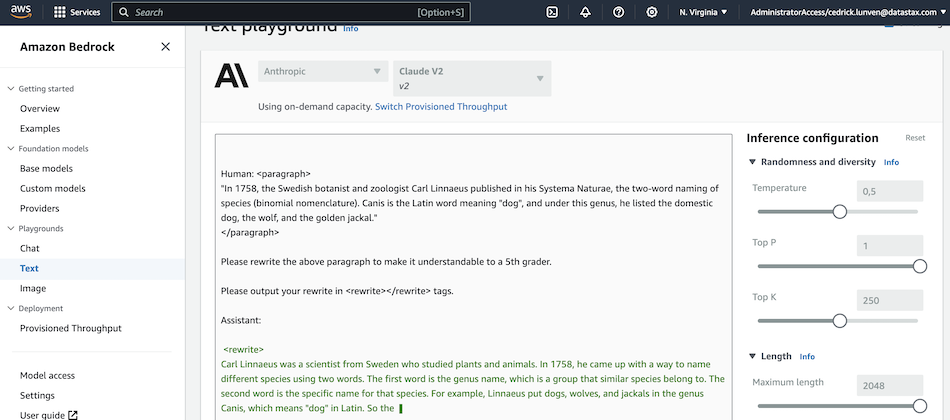 aws
Services
Search
[Option+S]
N. Virginia
AdministratorAccess/cedrick.lunven@datastax.com
Amazon Bedrock
Getting started
Overview
Examples
Foundation models
Base models
Custom models
Providers
Playgrounds
Chat
Text
Image
Deployment
Provisioned Throughput
Model access
Settings
User guide
Text playground Info
Anthropic
Claude V2
v2
Using on-demand capacity. Switch Provisioned Throughput
Human: <paragraph>
"In 1758, the Swedish botanist and zoologist Carl Linnaeus published in his Systema Naturae, the two-word naming of
species (binomial nomenclature). Canis is the Latin word meaning "dog", and under this genus, he listed the domestic
dog, the wolf, and the golden jackal."
</paragraph>
Please rewrite the above paragraph to make it understandable to a 5th grader.
Please output your rewrite in <rewrite></rewrite> tags.
Assistant:
<rewrite>
Carl Linnaeus was a scientist from Sweden who studied plants and animals. In 1758, he came up with a way to name
different species using two words. The first word is the genus name, which is a group that similar species belong to. The
second word is the specific name for that species. For example, Linnaeus put dogs, wolves, and jackals in the genus
Canis, which means "dog" in Latin. So the
Inference configuration
Reset
Randomness and diversity Info
Temperature
0,5
Top P
1
Top K
250
Length Info
Maximum length
2048